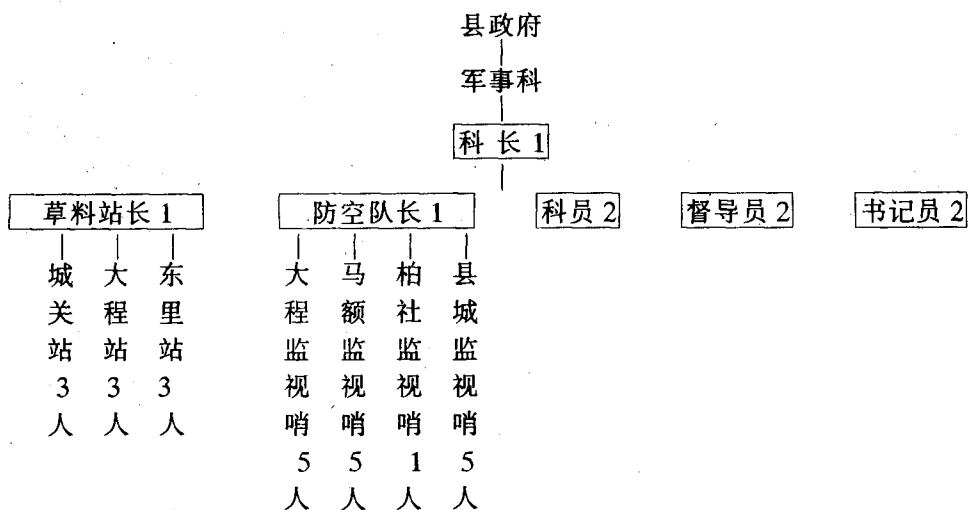 县政府
军事科
科 长 1
草料站长 1
防空队长 1
科员 2
督导员 2
书记员 2
城关站3人
大程站3人
东里站3人
大程监视哨5人
马额监视哨5人
柏社监视哨1人
县城监视哨5人